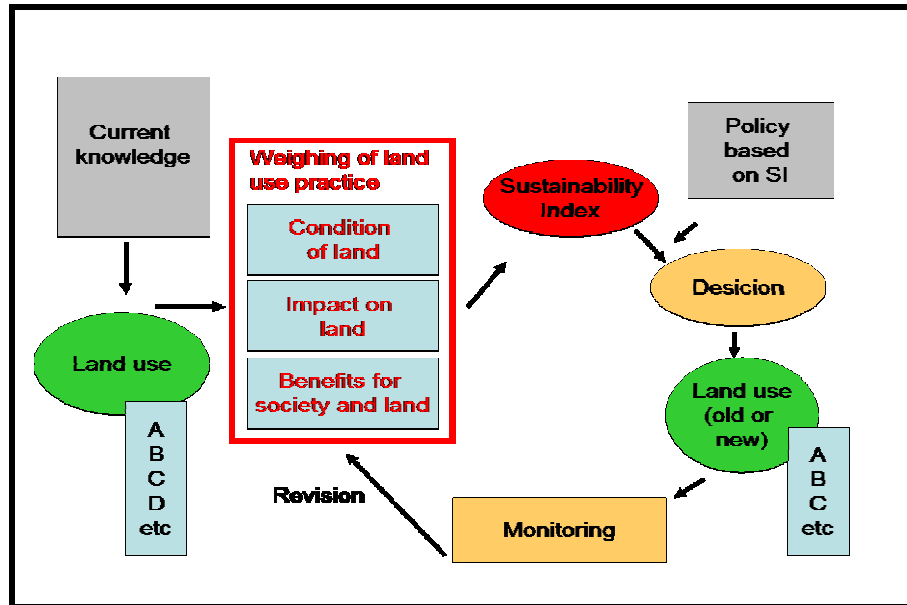 Current
knowledge
Land use
A
B
C
D
etc
Weighing of land
use practice
Condition
of land
Impact on
land
Benefits for
society and land
Sustainability
Index
Policy
based
on SI
Desicion
Land use
(old or
new)
A
B
C
etc
Monitoring
Revision